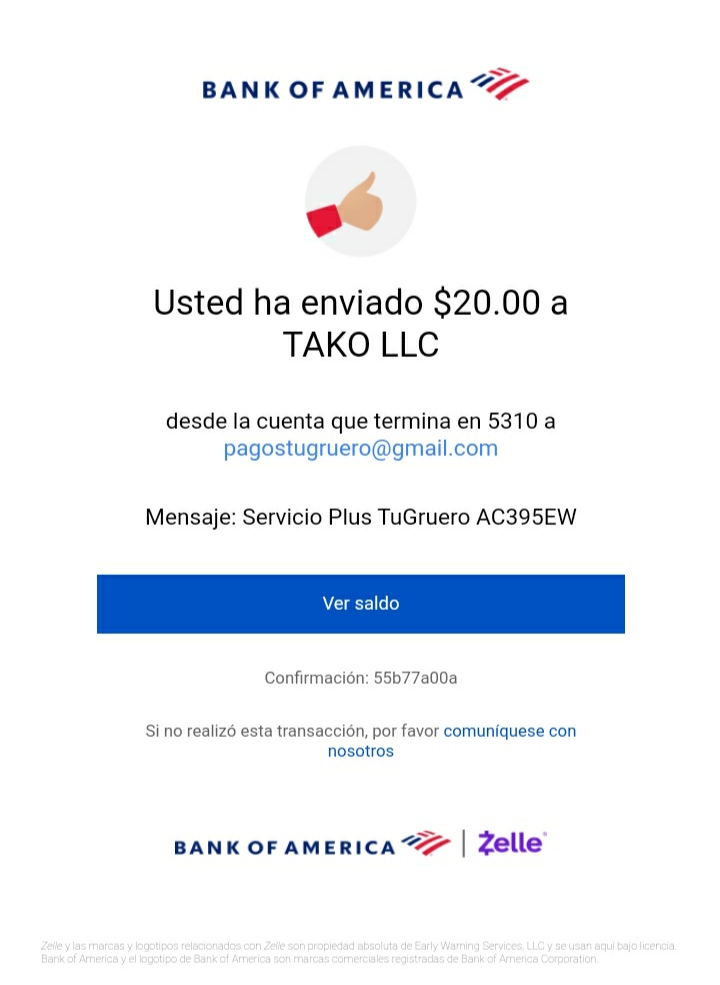 BANK OF AMERICA
Usted ha enviado $20.00 a
TAKO LLC
desde la cuenta que termina en 5310 a
pagostugruero@gmail.com
Mensaje: Servicio Plus TuGruero AC395EW
Ver saldo
Confirmación: 55b77a00a
Si no realizó esta transacción, por favor comuníquese con
nosotros
BANK OF AMERICA | Zelle®
Zelle y las marcas y logotipos relacionados con Zelle son propiedad absoluta de Early Warning Services, LLC y se usan aquí bajo licencia.
Bank of America y el logotipo de Bank of America son marcas comerciales registradas de Bank of America Corporation.